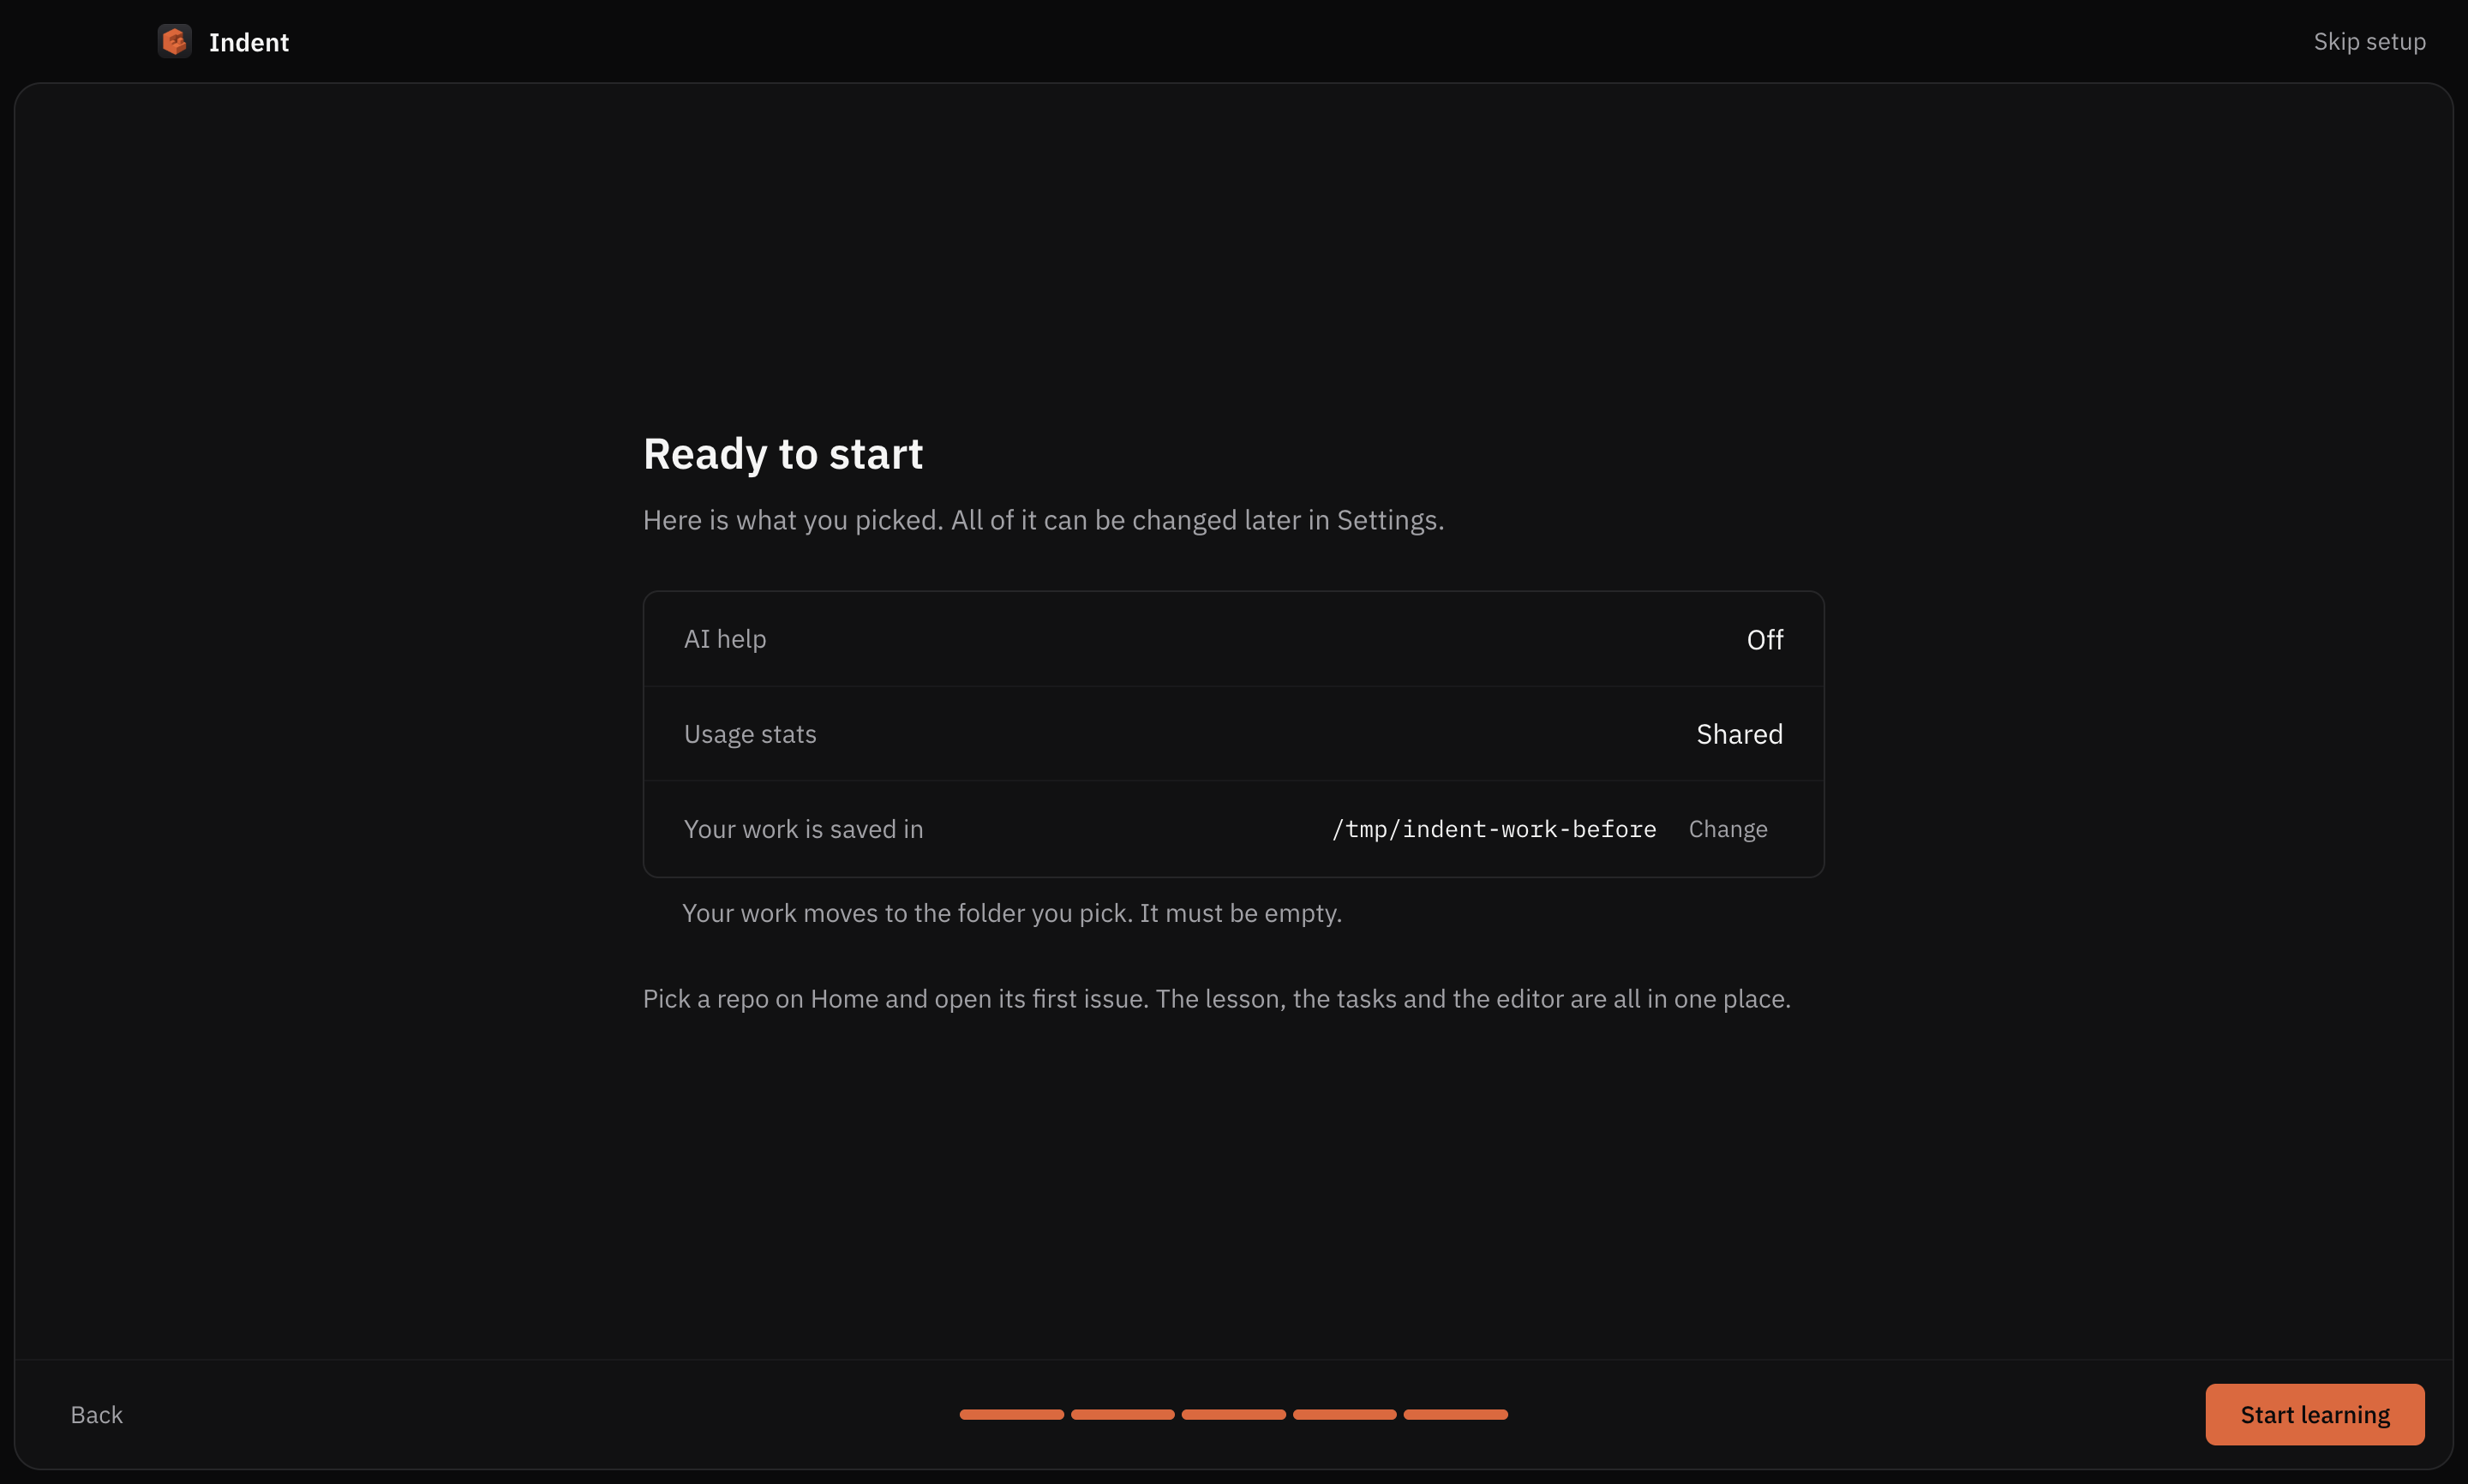 Indent
Skip setup
Ready to start
Here is what you picked. All of it can be changed later in Settings.
AI help
Off
Usage stats
Shared
Your work is saved in
/tmp/indent-work-before
Change
Your work moves to the folder you pick. It must be empty.
Pick a repo on Home and open its first issue. The lesson, the tasks and the editor are all in one place.
Back
Start learning